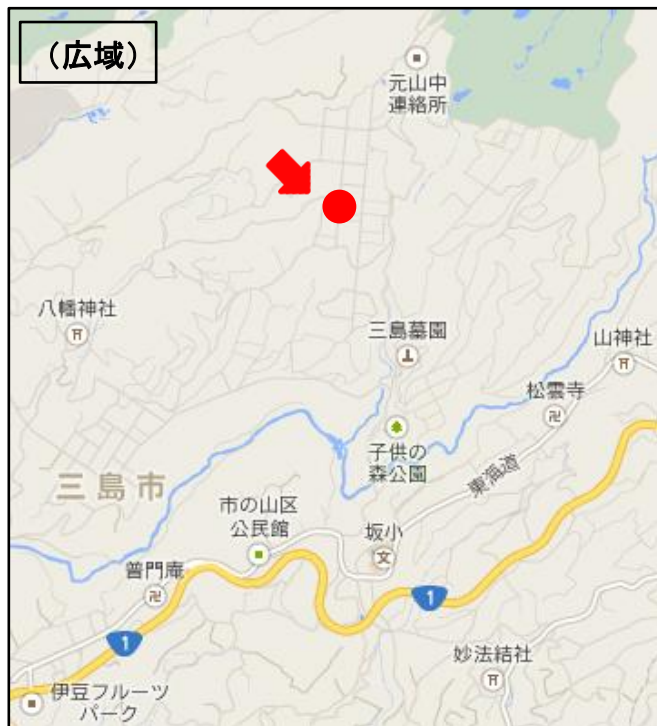 （広域）
元山中
連絡所
八幡神社
三島墓園
山神社
松雲寺
子供の
森公園
東海道
三島市
市の山区
公民館
坂小
文
普門庵
1
1
妙法結社
伊豆フルーツ
パーク